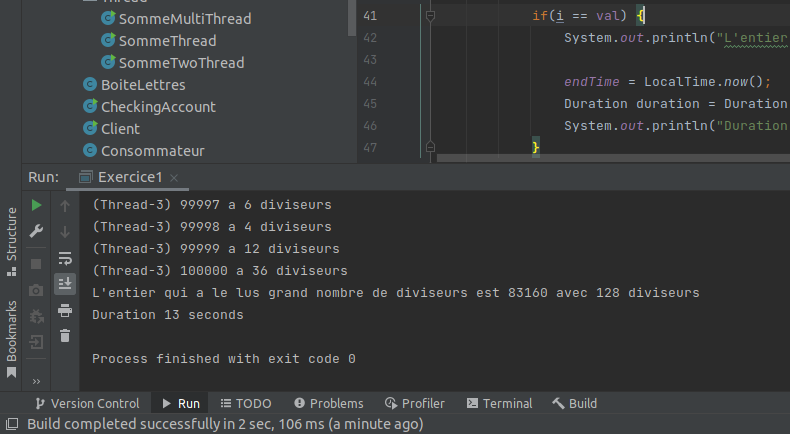 Thread
SommeMultiThread
SommeThread
SommeTwoThread
BoiteLettres
CheckingAccount
Client
Consommateur
41 if(i == val) {
42 System.out.println("L'entier
43
44 endTime = LocalTime.now();
45 Duration duration = Duration
46 System.out.println("Duration
47 }
Run: Exercice1 ×
(Thread-3) 99997 a 6 diviseurs
(Thread-3) 99998 a 4 diviseurs
(Thread-3) 99999 a 12 diviseurs
(Thread-3) 100000 a 36 diviseurs
L'entier qui a le lus grand nombre de diviseurs est 83160 avec 128 diviseurs
Duration 13 seconds
Process finished with exit code 0
Structure
Bookmarks
Version Control Run TODO Problems Profiler Terminal Build
Build completed successfully in 2 sec, 106 ms (a minute ago)